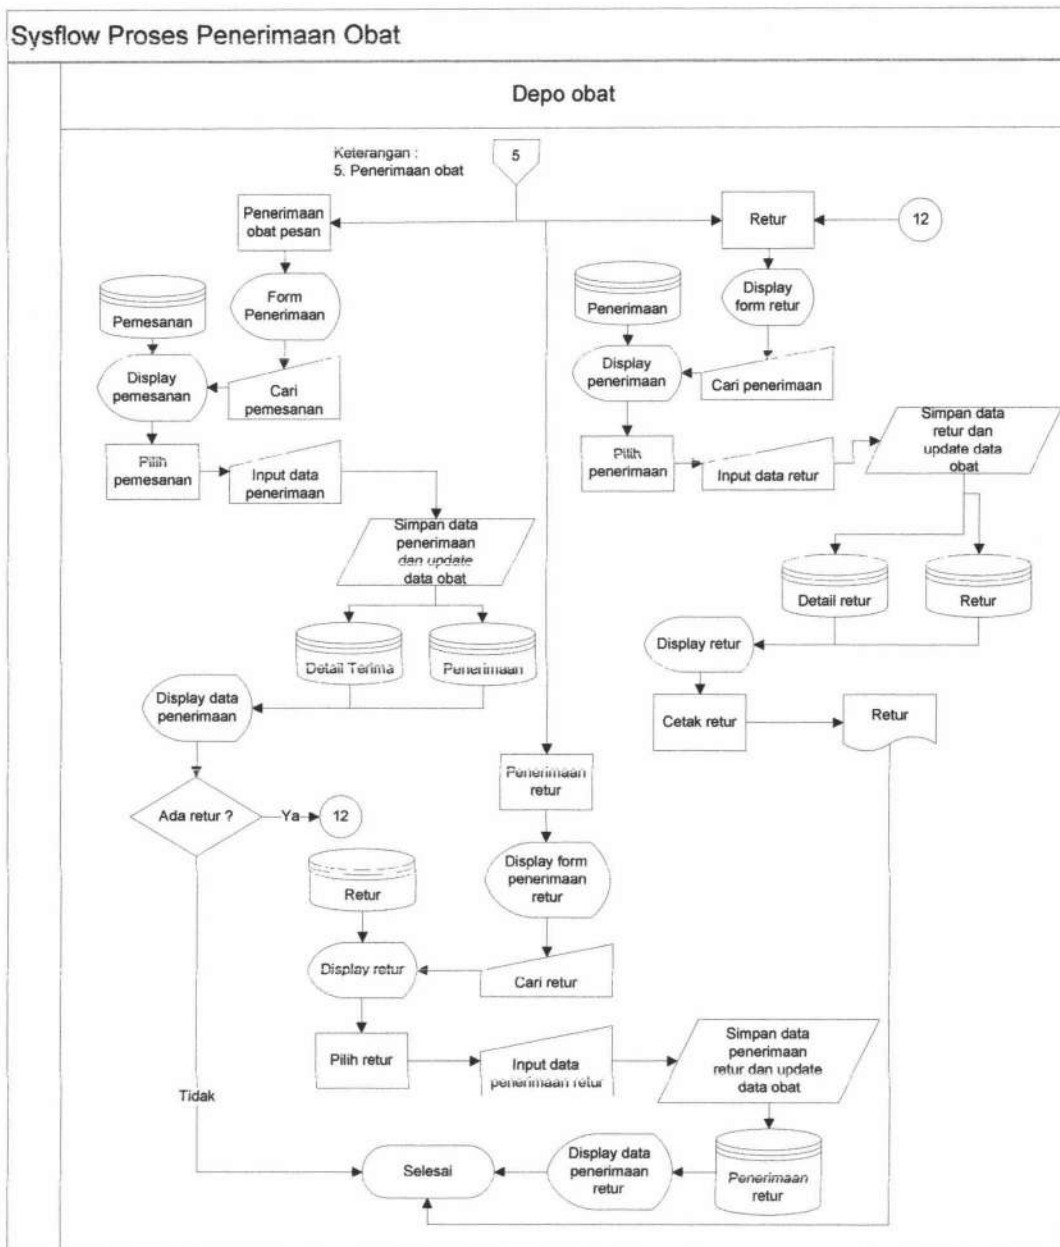 Sysflow Proses Penerimaan Obat
Depo obat
Keterangan :
5. Penerimaan obat
5
Penerimaan
obat pesan
Retur
12
Form
Penerimaan
Pemesanan
Display
form retur
Penerimaan
Display
pemesanan
Cari
pemesanan
Display
penerimaan
Cari penerimaan
Pilih
pemesanan
Input data
penerimaan
Pilih
penerimaan
Input data retur
Simpan data
retur dan
update data
obat
Simpan data
penerimaan
dan update
data obat
Detail retur
Retur
Detail Terima
Penerimaan
Display retur
Display data
penerimaan
Cetak retur
Retur
Penerimaan
retur
Ada retur ?
Ya
12
Display form
penerimaan
retur
Retur
Display retur
Cari retur
Pilih retur
Input data
penerimaan retur
Simpan data
penerimaan
retur dan update
data obat
Tidak
Selesai
Display data
penerimaan
retur
Penerimaan
retur